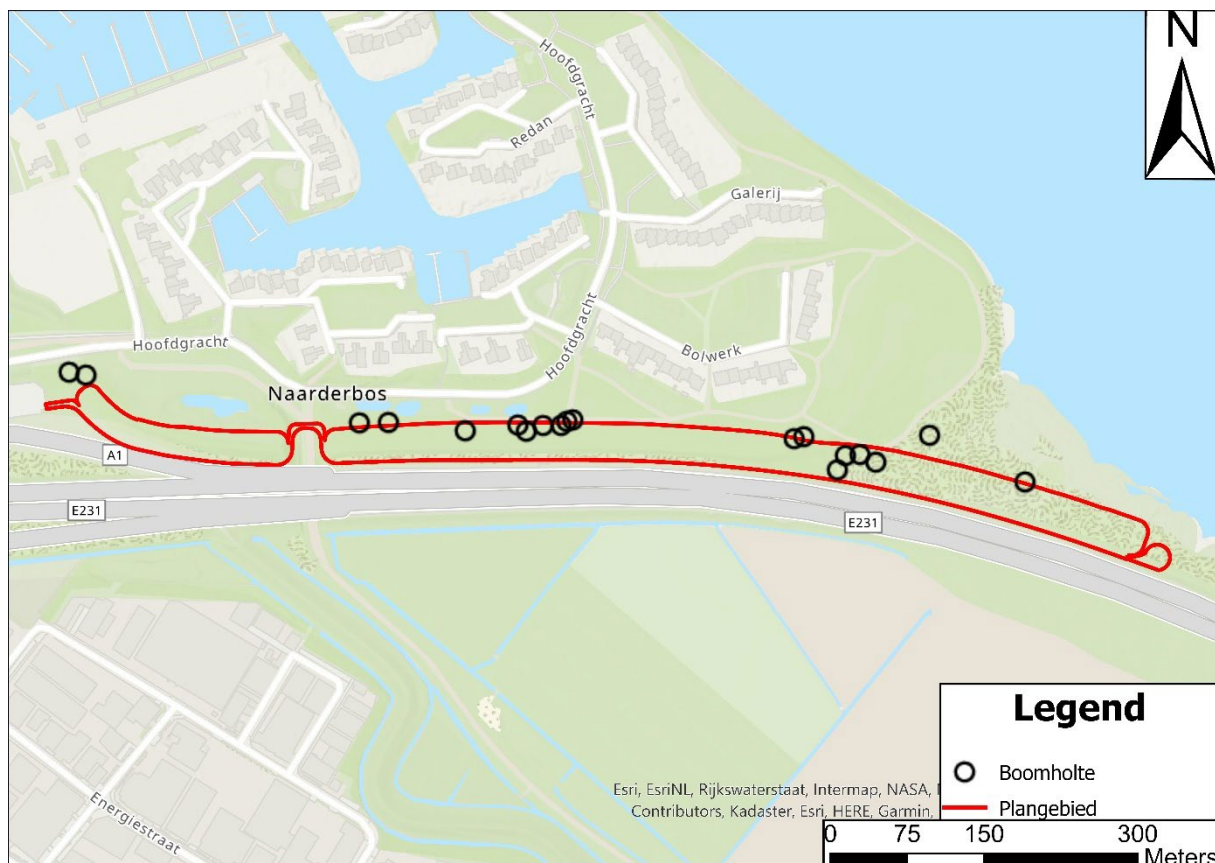 N
Hoofdgracht
Redan
Galerij
Hoofdgracht
Bolwerk
Hoofdgracht
Naarderbos
A1
E231
E231
Energiestraat
Legend
Boomholte
Plangebied
Esri, EsriNL, Rijkswaterstaat, Intermap, NASA,
Contributors, Kadaster, Esri, HERE, Garmin,
0 75 150 300
Meters